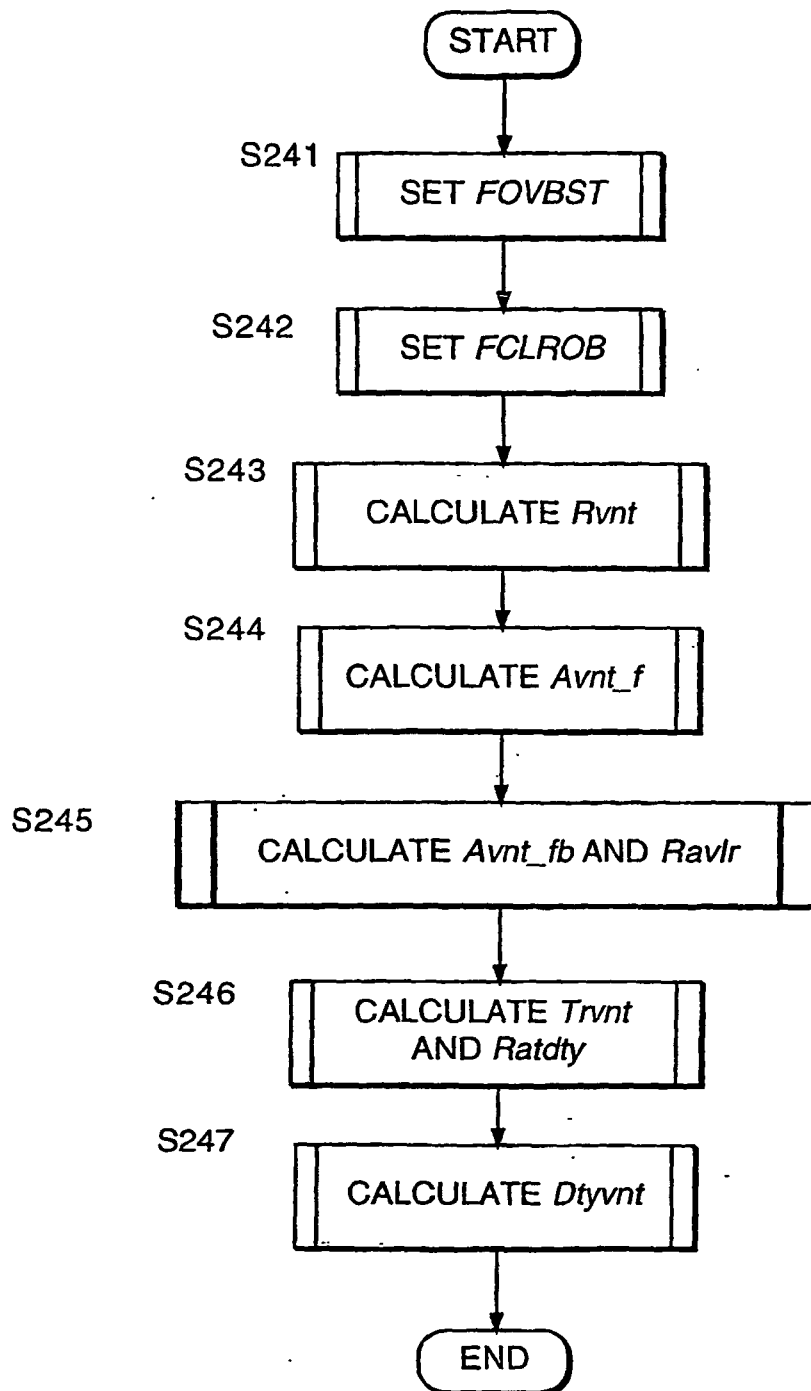 START
S241
SET FOVBST
S242
SET FCLROB
S243
CALCULATE Rvnt
S244
CALCULATE Avnt_f
S245
CALCULATE Avnt_fb AND Ravlr
S246
CALCULATE Trvnt
AND Ratdty
S247
CALCULATE Dtyvnt
END